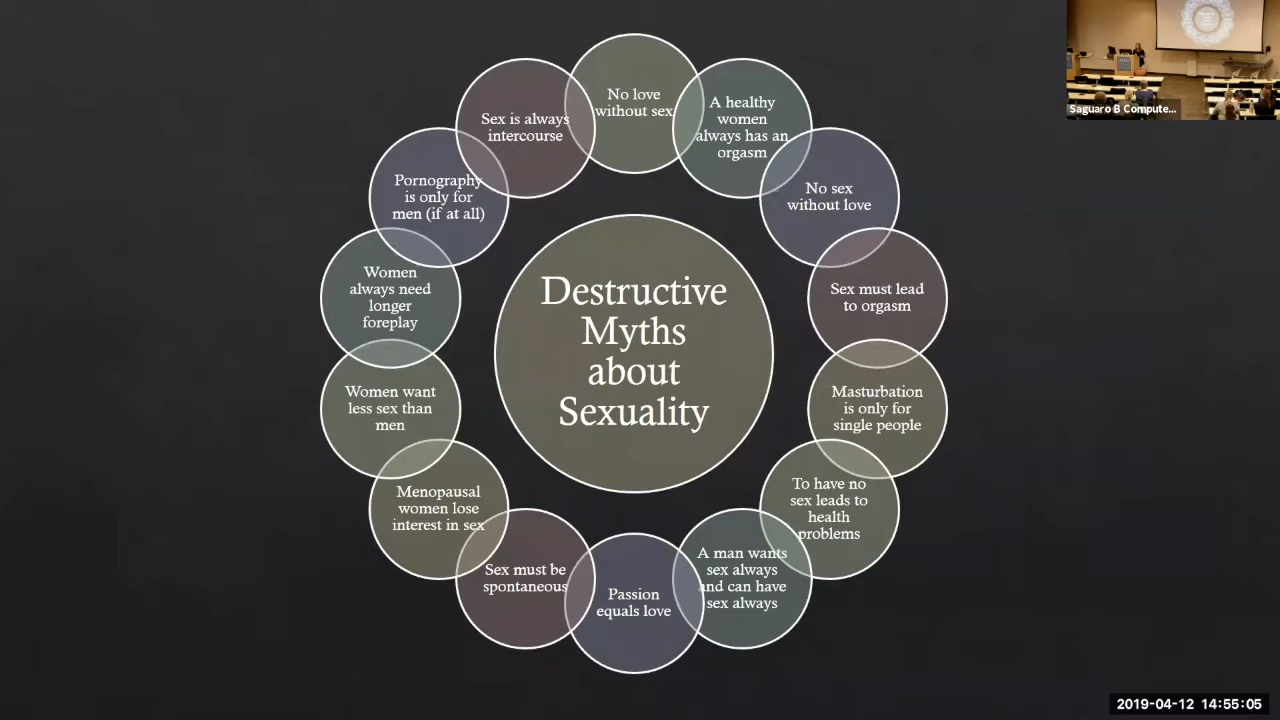 No love
without sex
A healthy
women
always has an
orgasm
No sex
without love
Sex must lead
to orgasm
Masturbation
is only for
single people
To have no
sex leads to
health
problems
A man wants
sex always
and can have
sex always
Passion
equals love
Sex must be
spontaneous
Menopausal
women lose
interest in sex
Women want
less sex than
men
Women
always need
longer
foreplay
Pornography
is only for
men (if at all)
Sex is always
intercourse
Destructive
Myths
about
Sexuality
Saguaro B Compute...
2019-04-12 14:55:05